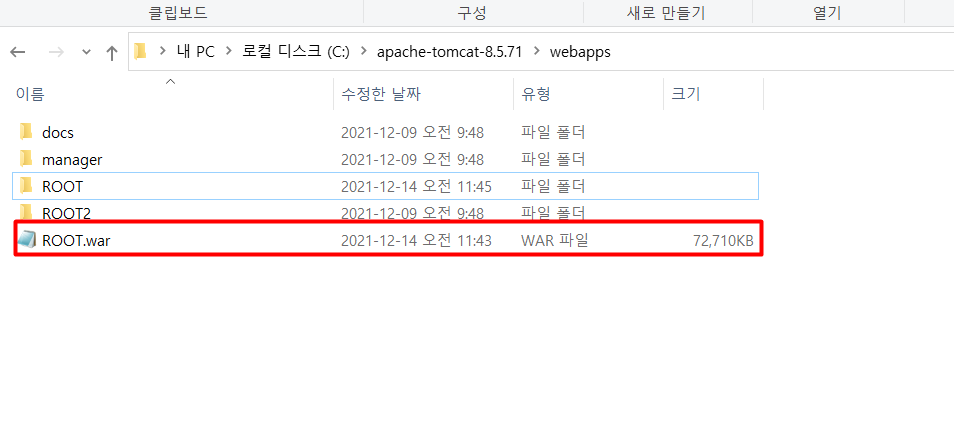 클립보드 구성 새로 만들기 열기
내 PC 로컬 디스크 (C:) apache-tomcat-8.5.71 webapps
이름 수정한 날짜 유형 크기
docs 2021-12-09 오전 9:48 파일 폴더
manager 2021-12-09 오전 9:48 파일 폴더
ROOT 2021-12-14 오전 11:45 파일 폴더
ROOT2 2021-12-09 오전 9:48 파일 폴더
ROOT.war 2021-12-14 오전 11:43 WAR 파일 72,710KB